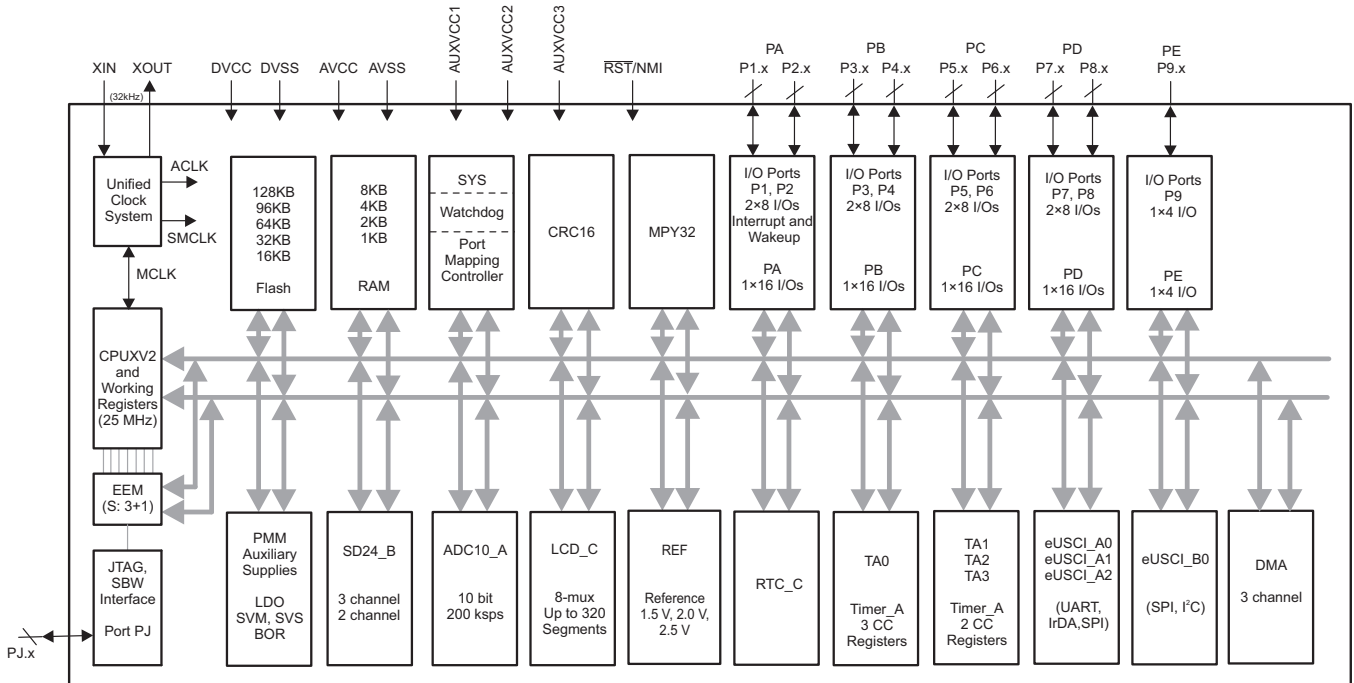 AUXVCC1
AUXVCC2
AUXVCC3
PA
PB
PC
PD
PE
XIN
XOUT
DVCC
DVSS
AVCC
AVSS
RST/NMI
P1.x
P2.x
P3.x
P4.x
P5.x
P6.x
P7.x
P8.x
P9.x
(32kHz)
Unified
Clock
System
ACLK
SMCLK
MCLK
128KB
96KB
64KB
32KB
16KB
Flash
8KB
4KB
2KB
1KB
RAM
SYS
Watchdog
Port
Mapping
Controller
CRC16
MPY32
I/O Ports
P1, P2
2×8 I/Os
Interrupt and
Wakeup
PA
1×16 I/Os
I/O Ports
P3, P4
2×8 I/Os
PB
1×16 I/Os
I/O Ports
P5, P6
2×8 I/Os
PC
1×16 I/Os
I/O Ports
P7, P8
2×8 I/Os
PD
1×16 I/Os
I/O Ports
P9
1×4 I/O
PE
1×4 I/O
CPUXV2
and
Working
Registers
(25 MHz)
EEM
(S: 3+1)
JTAG,
SBW
Interface
Port PJ
PJ.x
PMM
Auxiliary
Supplies
LDO
SVM, SVS
BOR
SD24_B
3 channel
2 channel
ADC10_A
10 bit
200 ksps
LCD_C
8-mux
Up to 320
Segments
REF
Reference
1.5 V, 2.0 V,
2.5 V
RTC_C
TA0
Timer_A
3 CC
Registers
TA1
TA2
TA3
Timer_A
2 CC
Registers
eUSCI_A0
eUSCI_A1
eUSCI_A2
(UART,
IrDA,SPI)
eUSCI_B0
(SPI, I²C)
DMA
3 channel